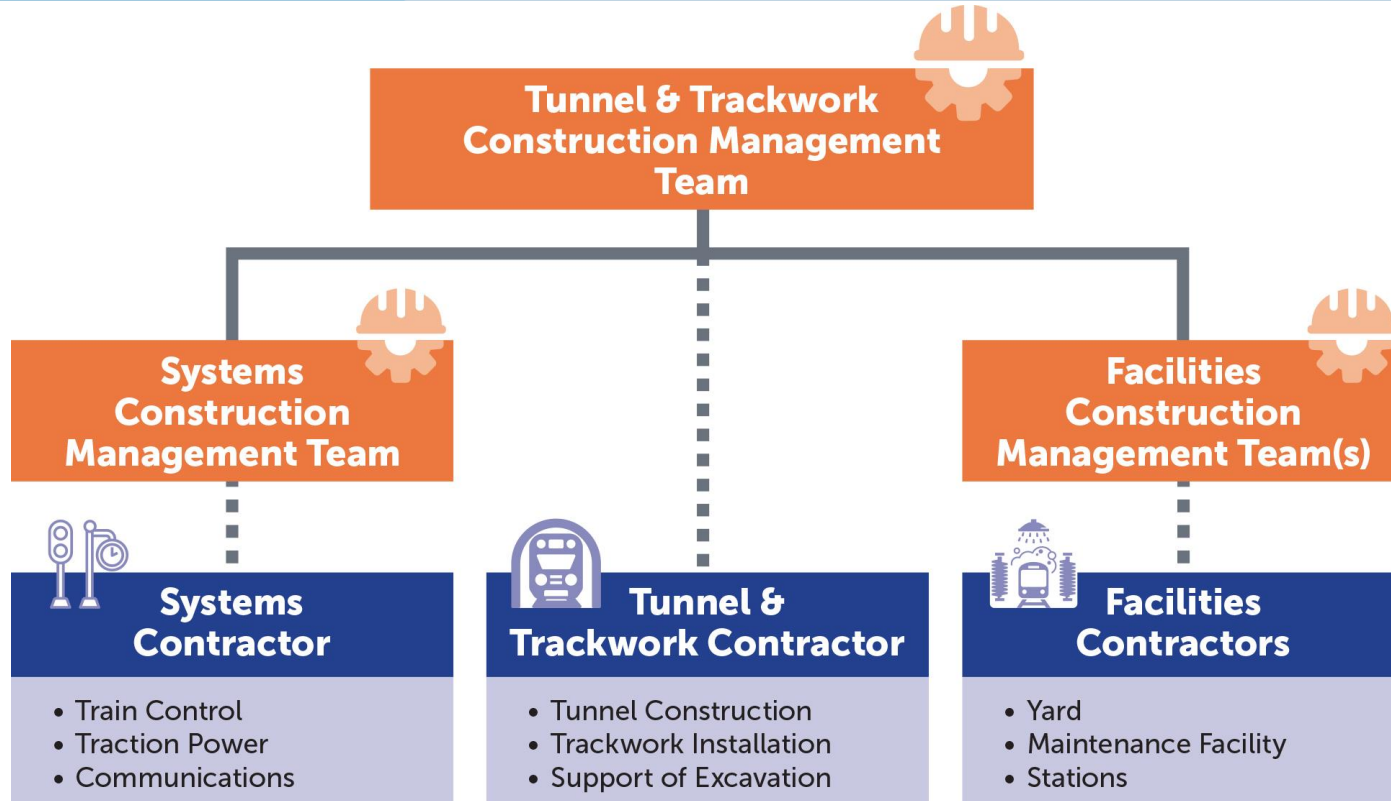 Tunnel & Trackwork
Construction Management
Team
Systems
Construction
Management Team
Facilities
Construction
Management Team(s)
Systems
Contractor
• Train Control
• Traction Power
• Communications
Tunnel &
Trackwork Contractor
• Tunnel Construction
• Trackwork Installation
• Support of Excavation
Facilities
Contractors
• Yard
• Maintenance Facility
• Stations